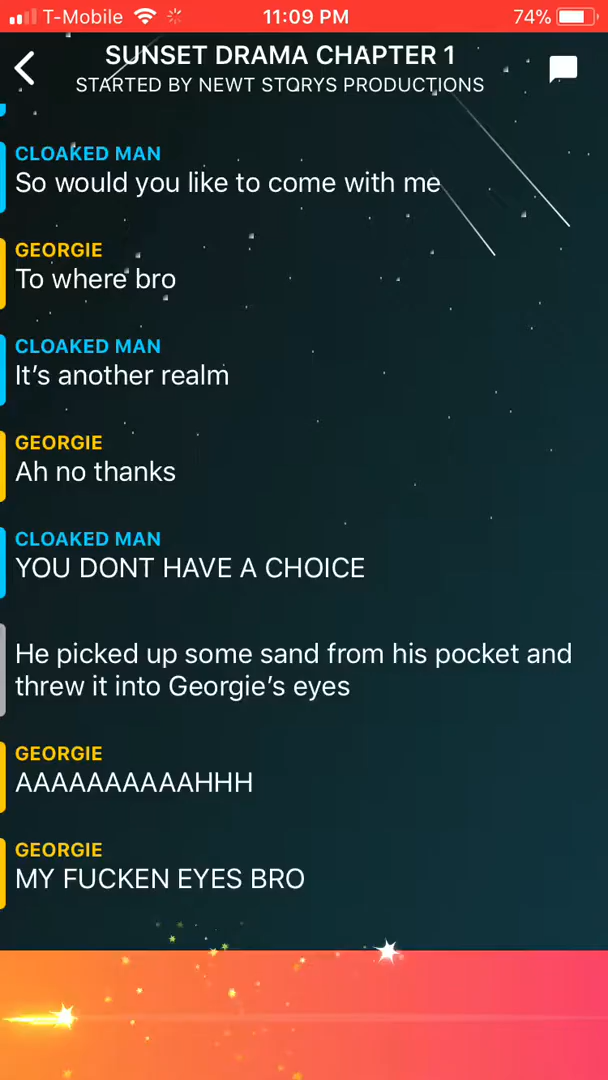 T-Mobile 11:09 PM 74%
SUNSET DRAMA CHAPTER 1
STARTED BY NEWT STORYS PRODUCTIONS
CLOAKED MAN
So would you like to come with me
GEORGIE
To where bro
CLOAKED MAN
It's another realm
GEORGIE
Ah no thanks
CLOAKED MAN
YOU DONT HAVE A CHOICE
He picked up some sand from his pocket and
threw it into Georgie's eyes
GEORGIE
AAAAAAAAAAHHH
GEORGIE
MY FUCKEN EYES BRO